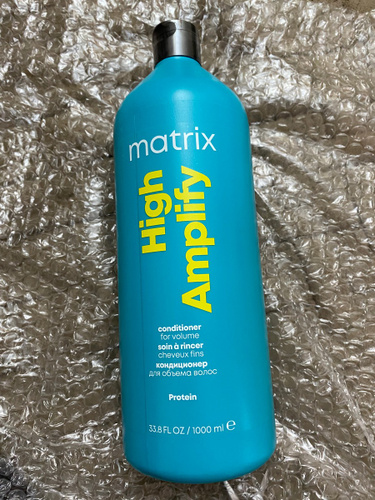 matrix
High
Amplify
conditioner
for volume
soin à rincer
cheveux fins
кондиционер
для объема волос
Protein
33.8 FL OZ / 1000 ml e